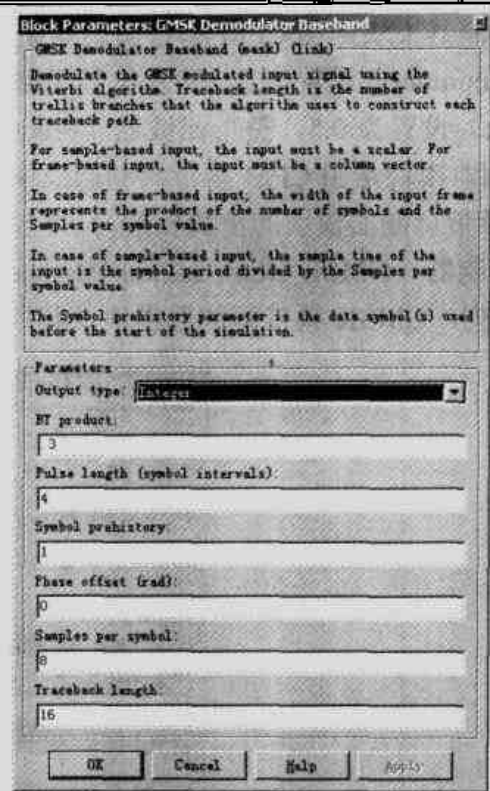 Block Parameters: GMSK Demodulator Baseband
GMSK Demodulator Baseband (mask) (link)
Demodulate the GMSK modulated input signal using the
Viterbi algorithm. Traceback length is the number of
trellis branches that the algorithm uses to construct each
traceback path.
For sample-based input, the input must be a scalar. For
frame-based input, the input must be a column vector.
In case of frame-based input, the width of the input frame
represents the product of the number of symbols and the
Samples per symbol value.
In case of sample-based input, the sample time of the
input is the symbol period divided by the Samples per
symbol value.
The Symbol prehistory parameter is the data symbol(s) used
before the start of the simulation.
Parameters
Output type: Integer
BT product:
3
Pulse length (symbol intervals):
4
Symbol prehistory:
1
Phase offset (rad):
0
Samples per symbol:
8
Traceback length:
16
OK Cancel Help Apply